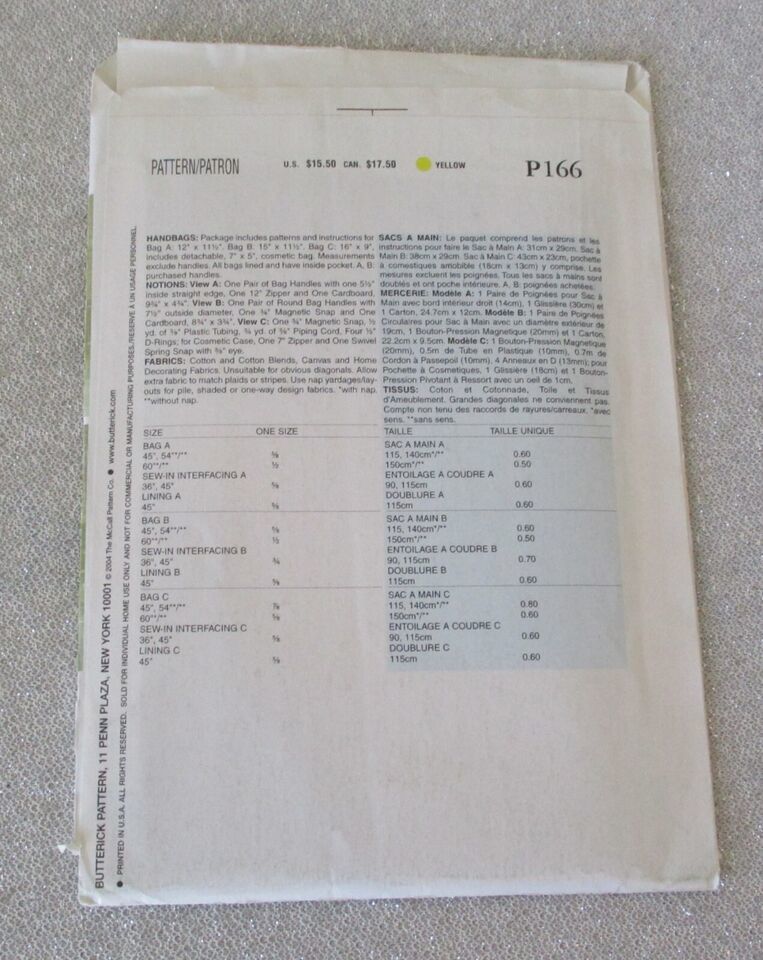 PATTERN/PATRON U.S. $15.50 CAN. $17.50 YELLOW P166
HANDBAGS: Package includes patterns and instructions for
Bag A: 12" x 11½". Bag B: 15" x 11½". Bag C: 16" x 9",
includes detachable, 7" x 5", cosmetic bag. Measurements
exclude handles. All bags lined and have inside pocket. A, B:
purchased handles.
NOTIONS: View A: One Pair of Bag Handles with one 5½"
inside straight edge, One 12" Zipper and One Cardboard,
9¾" x 4¾". View B: One Pair of Round Bag Handles with
7½" outside diameter, One ¾" Magnetic Snap and One
Cardboard, 8¾" x 3¾". View C: One ¾" Magnetic Snap, ½
yd. of ⅜" Plastic Tubing, ¾ yd. of Piping Cord, Four ½"
D-Rings; for Cosmetic Case, One 7" Zipper and One Swivel
Spring Snap with ⅜" eye.
FABRICS: Cotton and Cotton Blends, Canvas and Home
Decorating Fabrics. Unsuitable for obvious diagonals. Allow
extra fabric to match plaids or stripes. Use nap yardages/lay-
outs for pile, shaded or one-way design fabrics. *with nap.
**without nap.
SACS A MAIN: Le paquet comprend les patrons et les
instructions pour faire le Sac à Main A: 31cm x 29cm. Sac à
Main B: 38cm x 29cm. Sac à Main C: 43cm x 23cm, pochette
à comestiques amobible (18cm x 13cm) y comprise. Les
mesures excluent les poignées. Tous les sacs à mains sont
doublés et ont poche intérieure. A, B: poignées achetées.
MERCERIE: Modèle A: 1 Paire de Poignées pour Sac à
Main avec bord intérieur droit (14cm), 1 Glissière (30cm) et
1 Carton, 24.7cm x 12cm. Modèle B: 1 Paire de Poignées
Circulaires pour Sac à Main avec un diamètre extérieur de
19cm, 1 Bouton-Pression Magnetique (20mm) et 1 Carton,
22.2cm x 9.5cm. Modèle C: 1 Bouton-Pression Magnetique
(20mm), 0.5m de Tube en Plastique (10mm), 0.7m de
Cordon à Passepoil (10mm), 4 Anneaux en D (13mm); pour
Pochette à Cosmetiques, 1 Glissière (18cm) et 1 Bouton-
Pression Pivotant à Ressort avec un oeil de 1cm.
TISSUS: Coton et Cotonnade, Toile et Tissus
d'Ameublement. Grandes diagonales ne conviennent pas.
Compte non tenu des raccords de rayures/carreaux. *avec
sens. **sans sens.
SIZE ONE SIZE
BAG A
45", 54"*/** ⅝
60"*/** ½
SEW-IN INTERFACING A
36", 45" ⅝
LINING A
45" ⅝
BAG B
45", 54"*/** ⅝
60"*/** ½
SEW-IN INTERFACING B
36", 45" ¾
LINING B
45" ⅝
BAG C
45", 54"*/** ⅞
60"*/** ⅝
SEW-IN INTERFACING C
36", 45" ⅝
LINING C
45" ⅝
TAILLE TAILLE UNIQUE
SAC A MAIN A
115, 140cm*/** 0.60
150cm*/** 0.50
ENTOILAGE A COUDRE A
90, 115cm 0.60
DOUBLURE A
115cm 0.60
SAC A MAIN B
115, 140cm*/** 0.60
150cm*/** 0.50
ENTOILAGE A COUDRE B
90, 115cm 0.70
DOUBLURE B
115cm 0.60
SAC A MAIN C
115, 140cm*/** 0.80
150cm*/** 0.60
ENTOILAGE A COUDRE C
90, 115cm 0.60
DOUBLURE C
115cm 0.60
BUTTERICK PATTERN, 11 PENN PLAZA, NEW YORK 10001 © 2004 The McCall Pattern Co. ● www.butterick.com
● PRINTED IN U.S.A. ALL RIGHTS RESERVED. SOLD FOR INDIVIDUAL HOME USE ONLY AND NOT FOR COMMERCIAL OR MANUFACTURING PURPOSES./RESERVE À UN USAGE PERSONNEL.